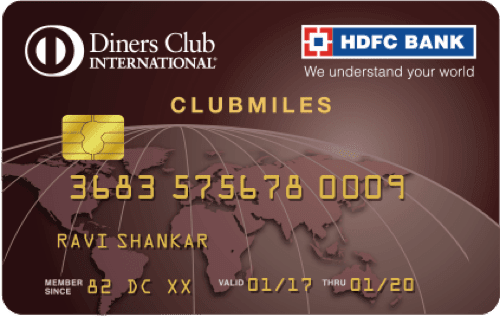 Diners Club
INTERNATIONAL®
HDFC BANK
We understand your world
CLUBMILES
3683 575678 0009
RAVI SHANKAR
MEMBER SINCE 82 DC XX VALID 01/17 THRU 01/20